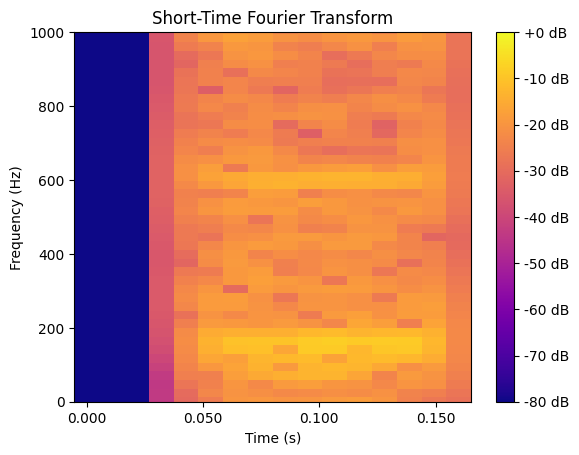 Short-Time Fourier Transform
Frequency (Hz)
1000
800
600
400
200
0
0.000
0.050
0.100
0.150
Time (s)
+0 dB
-10 dB
-20 dB
-30 dB
-40 dB
-50 dB
-60 dB
-70 dB
-80 dB